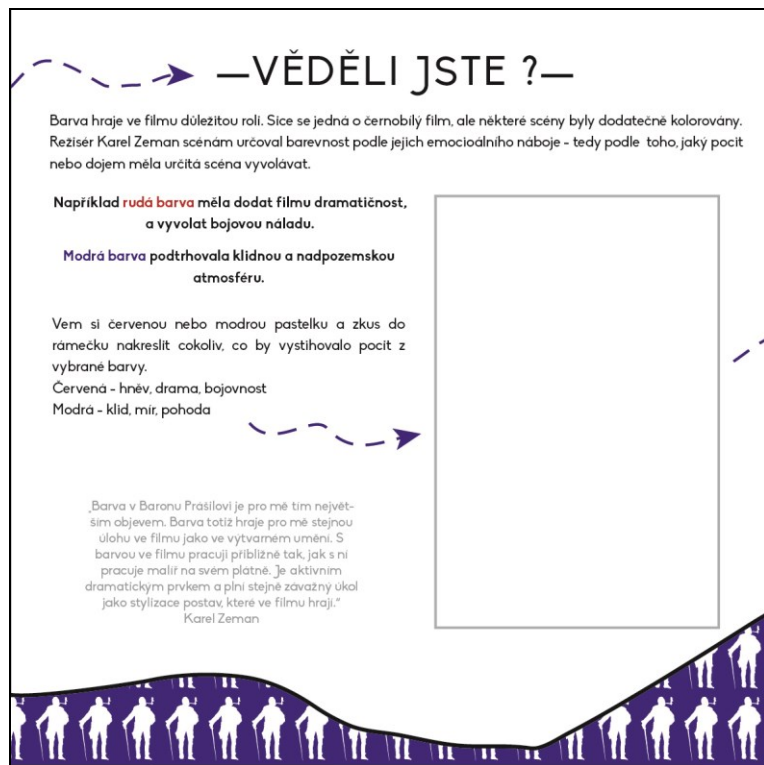 —VĚDĚLI JSTE ?—
Barva hraje ve filmu důležitou roli. Sice se jedná o černobílý film, ale některé scény byly dodatečně kolorovány.
Režisér Karel Zeman scénám určoval barevnost podle jejich emocioálního náboje - tedy podle toho, jaký pocit
nebo dojem měla určitá scéna vyvolávat.
Například rudá barva měla dodat filmu dramatičnost,
a vyvolat bojovou náladu.
Modrá barva podtrhovala klidnou a nadpozemskou
atmosféru.
Vem si červenou nebo modrou pastelku a zkus do
rámečku nakreslit cokoliv, co by vystihovalo pocit z
vybrané barvy.
Červená - hněv, drama, bojovnost
Modrá - klid, mír, pohoda
„Barva v Baronu Prášilovi je pro mě tím největ-
ším objevem. Barva totiž hraje pro mě stejnou
úlohu ve filmu jako ve výtvarném umění. S
barvou ve filmu pracuji přibližně tak, jak s ní
pracuje malíř na svém plátně. Je aktivním
dramatickým prvkem a plní stejně závažný úkol
jako stylizace postav, které ve filmu hrají."
Karel Zeman